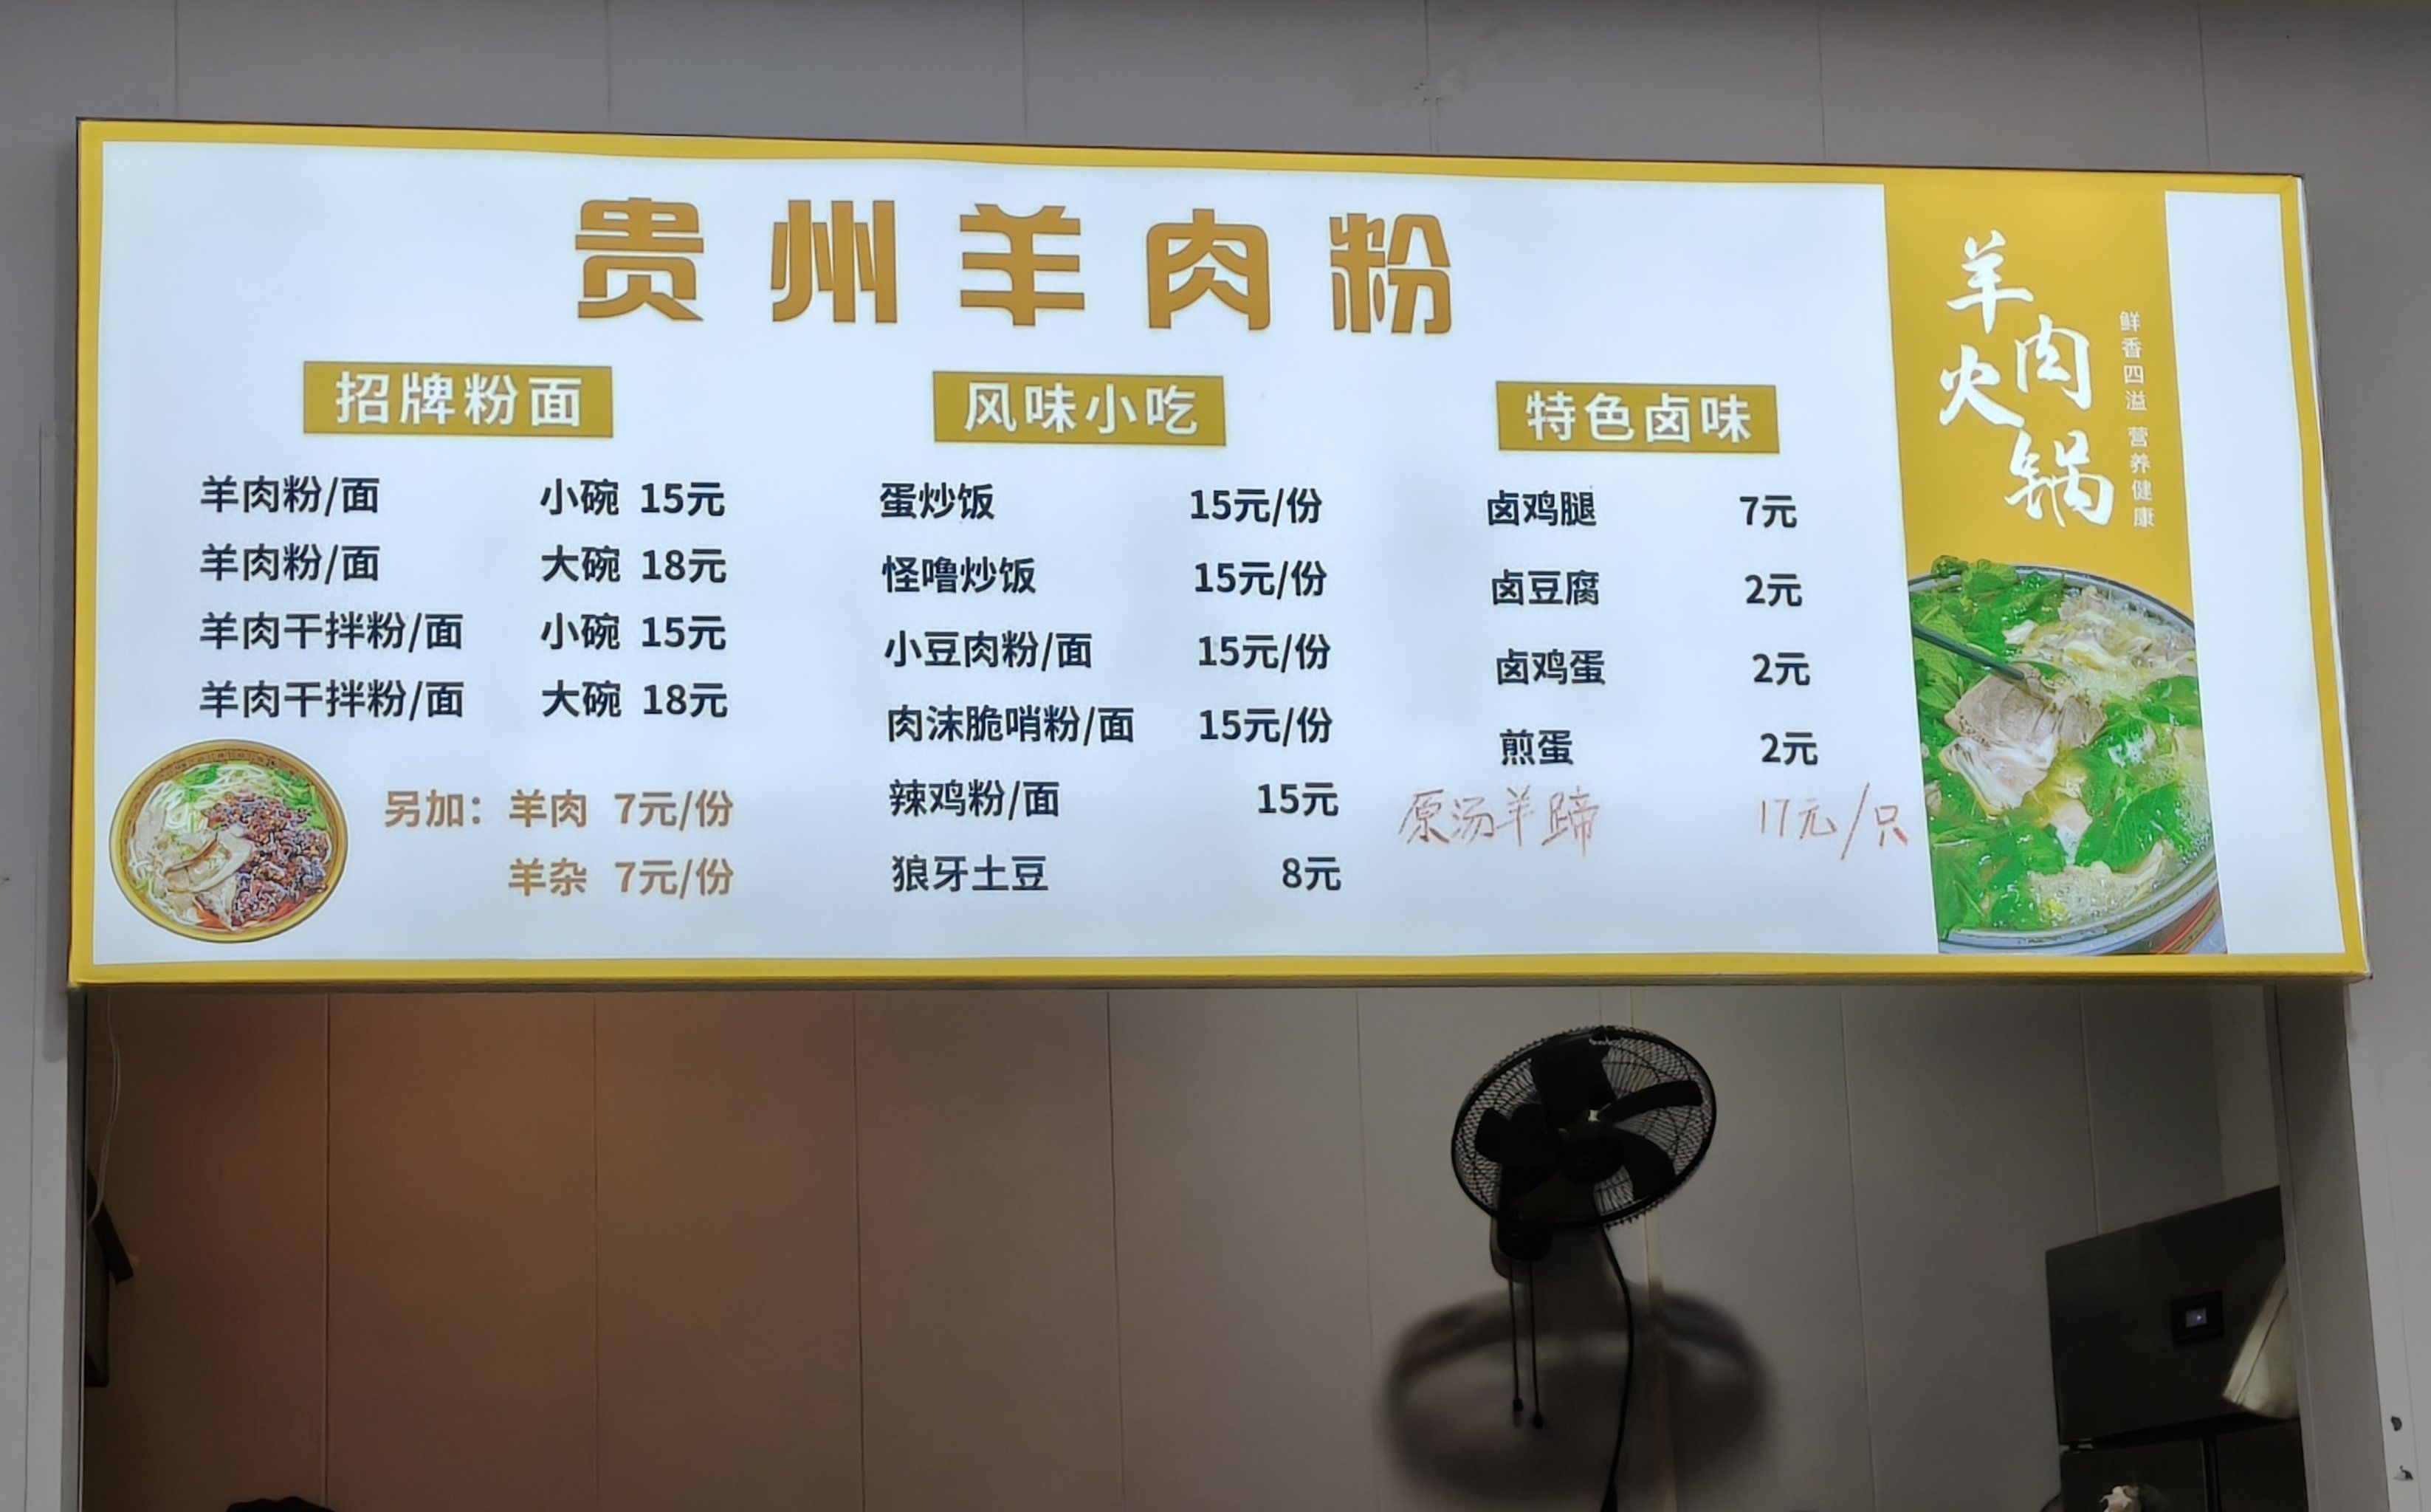 贵州羊肉粉
招牌粉面
羊肉粉/面 小碗 15元
羊肉粉/面 大碗 18元
羊肉干拌粉/面 小碗 15元
羊肉干拌粉/面 大碗 18元
另加：羊肉 7元/份
羊杂 7元/份
风味小吃
蛋炒饭 15元/份
怪噜炒饭 15元/份
小豆肉粉/面 15元/份
肉沫脆哨粉/面 15元/份
辣鸡粉/面 15元
狼牙土豆 8元
特色卤味
卤鸡腿 7元
卤豆腐 2元
卤鸡蛋 2元
煎蛋 2元
原汤羊蹄 17元/只
羊肉火锅
鲜香四溢 营养健康